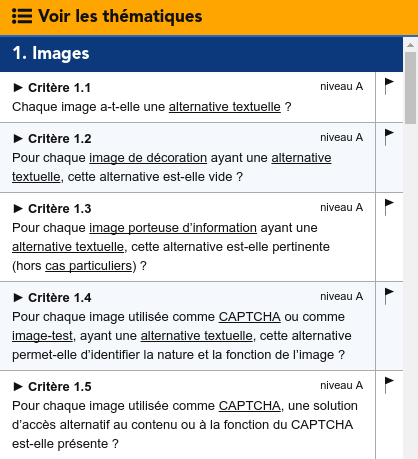 Voir les thématiques
1. Images
► Critère 1.1 niveau A
Chaque image a-t-elle une alternative textuelle ?
► Critère 1.2 niveau A
Pour chaque image de décoration ayant une alternative
textuelle, cette alternative est-elle vide ?
► Critère 1.3 niveau A
Pour chaque image porteuse d’information ayant une
alternative textuelle, cette alternative est-elle pertinente
(hors cas particuliers) ?
► Critère 1.4 niveau A
Pour chaque image utilisée comme CAPTCHA ou comme
image-test, ayant une alternative textuelle, cette alternative
permet-elle d’identifier la nature et la fonction de l’image ?
► Critère 1.5 niveau A
Pour chaque image utilisée comme CAPTCHA, une solution
d’accès alternatif au contenu ou à la fonction du CAPTCHA
est-elle présente ?